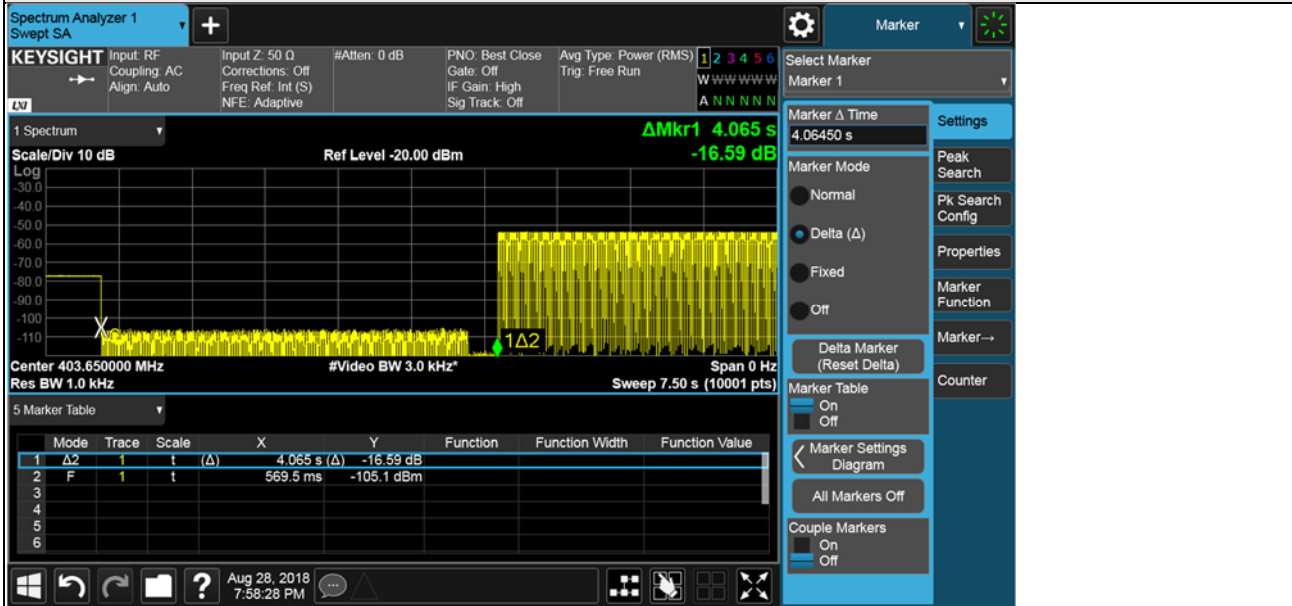 Spectrum Analyzer 1
Swept SA
Marker
KEYSIGHT
Input: RF
Coupling: AC
Align: Auto
Input Z: 50 Ω
Corrections: Off
Freq Ref: Int (S)
NFE: Adaptive
#Atten: 0 dB
PNO: Best Close
Gate: Off
IF Gain: High
Sig Track: Off
Avg Type: Power (RMS)
Trig: Free Run
1 2 3 4 5 6
W W W W W W
A N N N N N
LXI
1 Spectrum
ΔMkr1 4.065 s
Scale/Div 10 dB
Ref Level -20.00 dBm
-16.59 dB
Log
-30.0
-40.0
-50.0
-60.0
-70.0
-80.0
-90.0
-100
-110
1Δ2
Center 403.650000 MHz
#Video BW 3.0 kHz*
Span 0 Hz
Res BW 1.0 kHz
Sweep 7.50 s (10001 pts)
5 Marker Table
Mode Trace Scale X Y Function Function Width Function Value
1 Δ2 1 t (Δ) 4.065 s (Δ) -16.59 dB
2 F 1 t 569.5 ms -105.1 dBm
3
4
5
6
Select Marker
Marker 1
Marker Δ Time
4.06450 s
Marker Mode
Normal
Delta (Δ)
Fixed
Off
Delta Marker
(Reset Delta)
Marker Table
On
Off
Marker Settings
Diagram
All Markers Off
Couple Markers
On
Off
Settings
Peak
Search
Pk Search
Config
Properties
Marker
Function
Marker→
Counter
?
Aug 28, 2018
7:58:28 PM